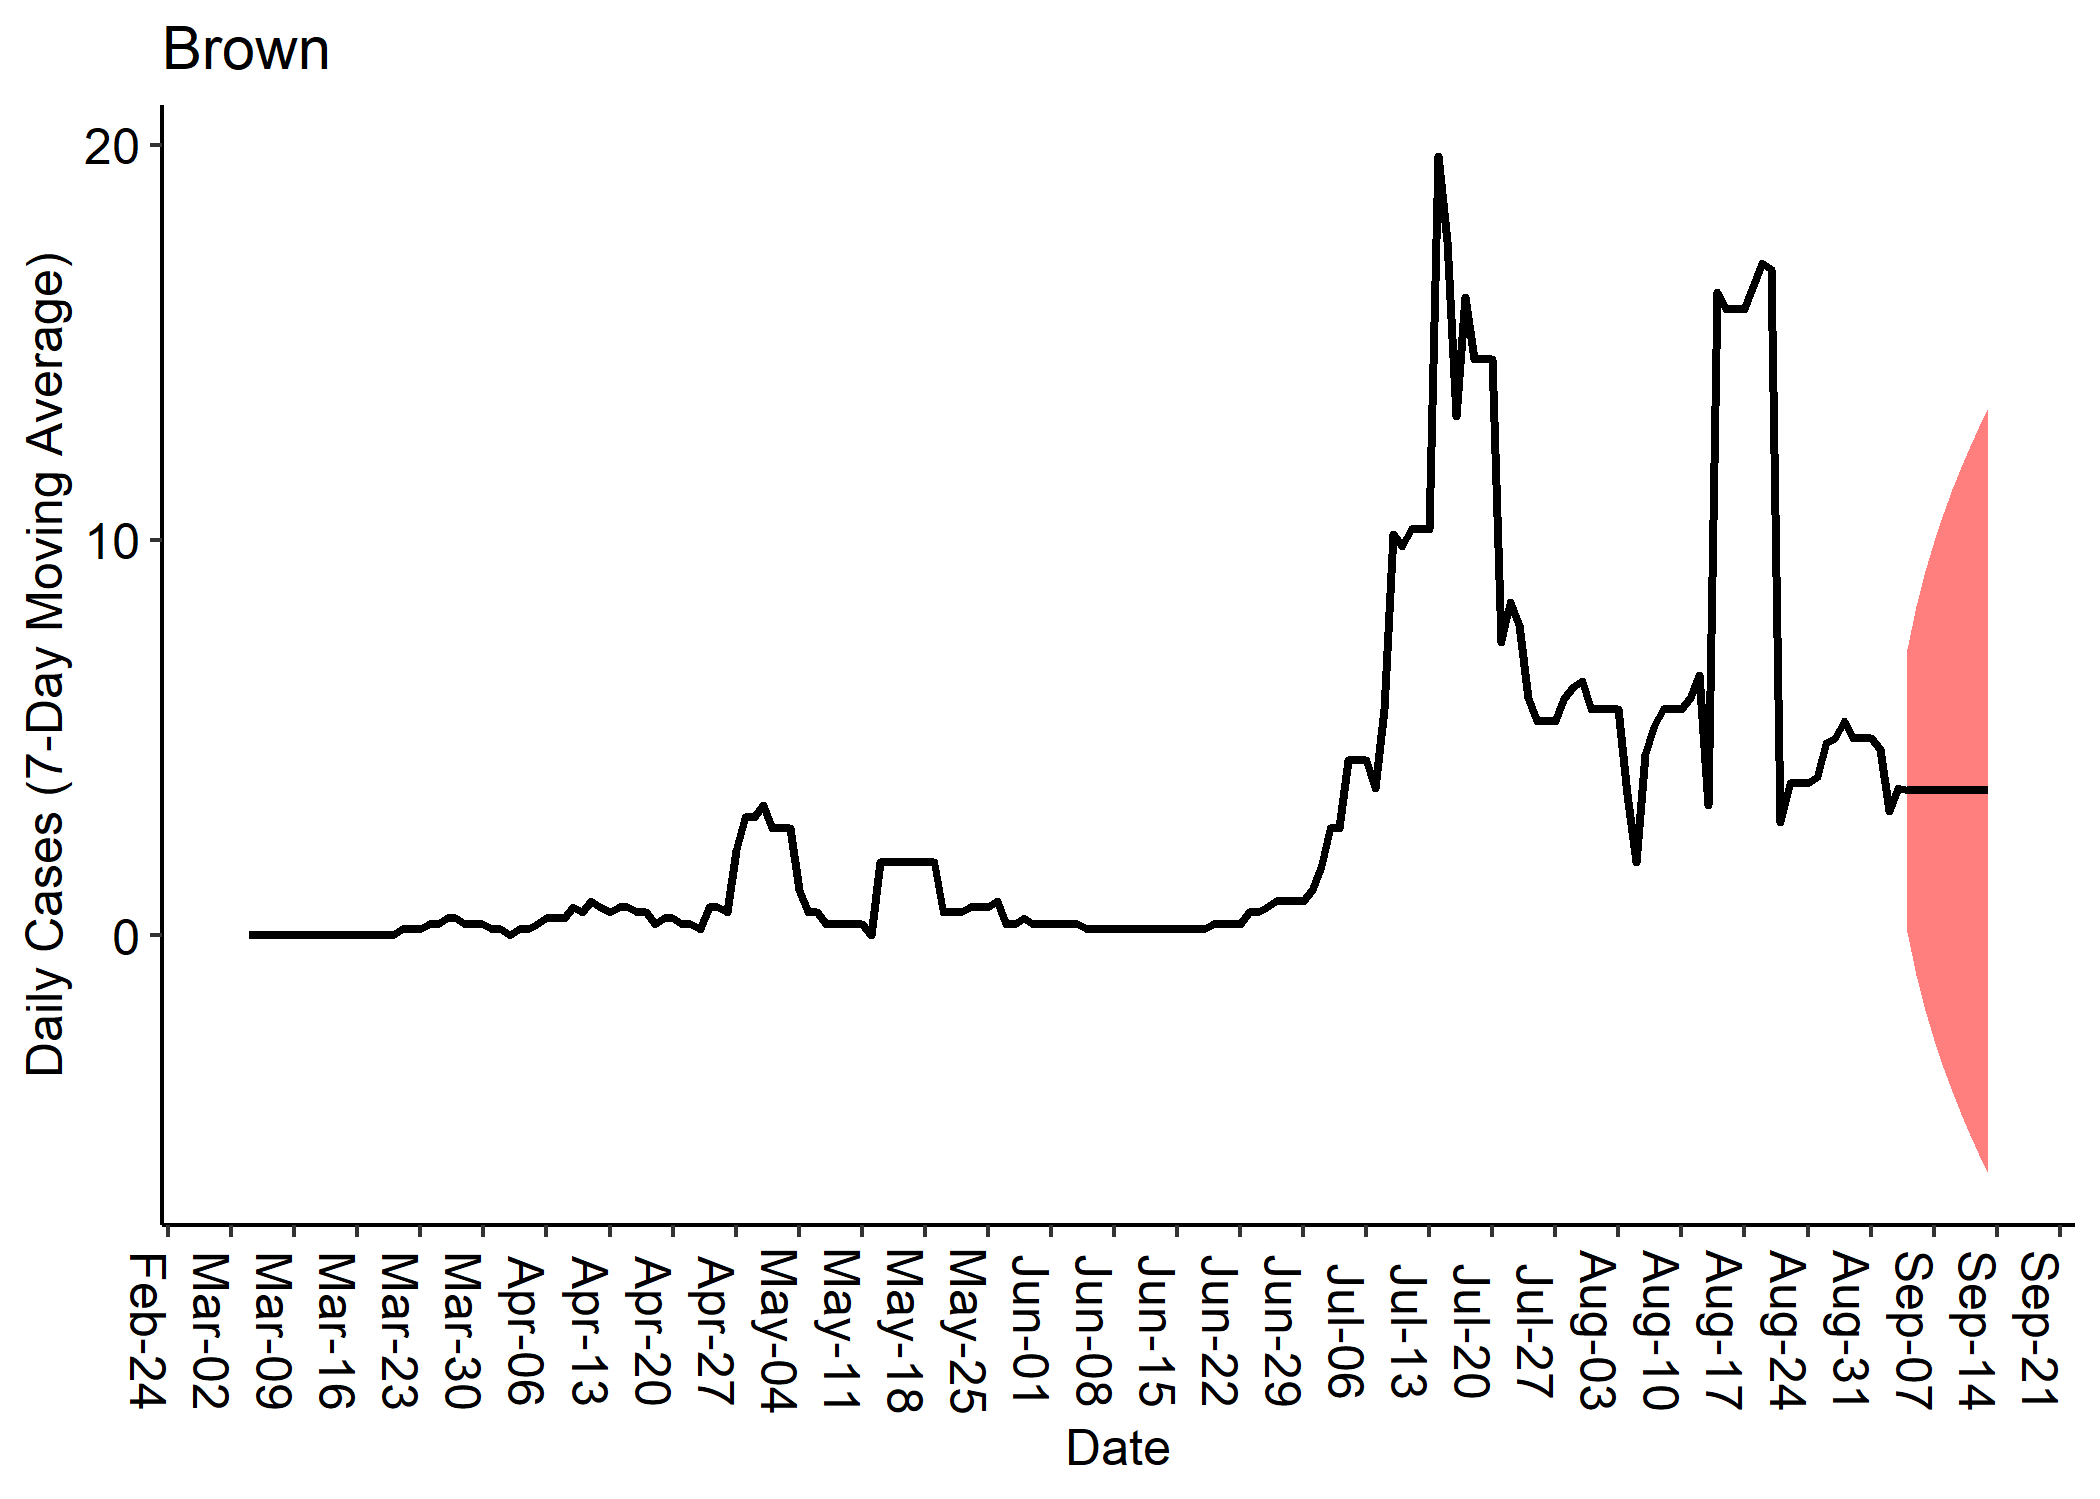 Brown
Daily Cases (7-Day Moving Average)
20
10
0
Feb-24
Mar-02
Mar-09
Mar-16
Mar-23
Mar-30
Apr-06
Apr-13
Apr-20
Apr-27
May-04
May-11
May-18
May-25
Jun-01
Jun-08
Jun-15
Jun-22
Jun-29
Jul-06
Jul-13
Jul-20
Jul-27
Aug-03
Aug-10
Aug-17
Aug-24
Aug-31
Sep-07
Sep-14
Sep-21
Date